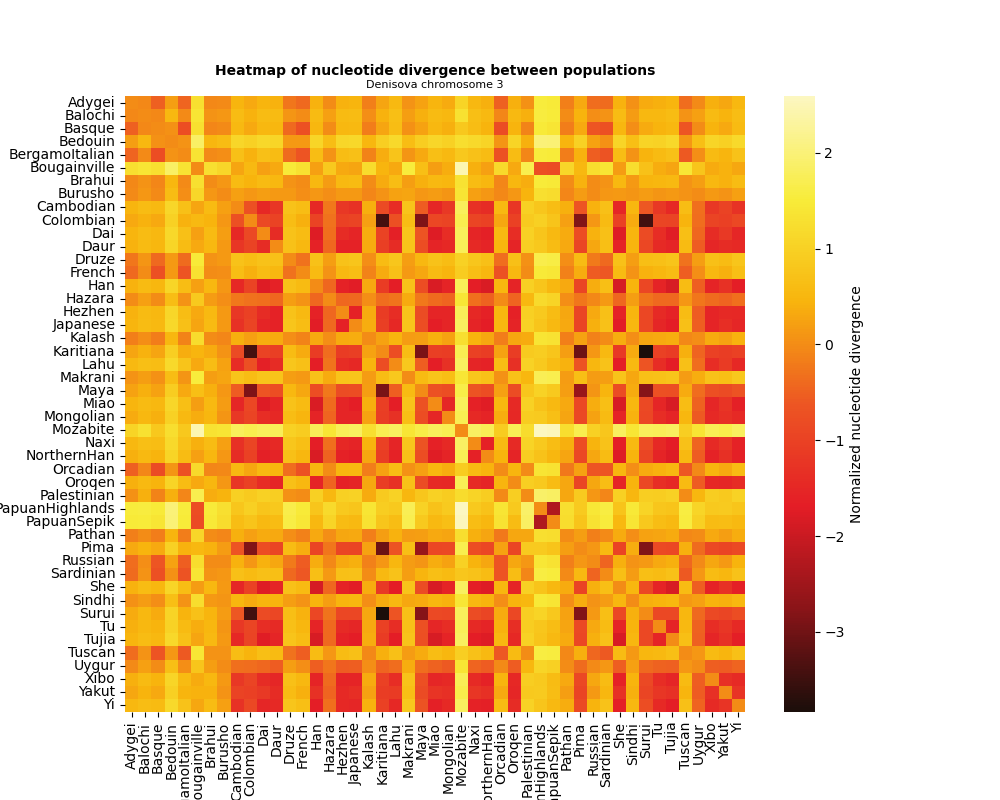 Heatmap of nucleotide divergence between populations
Denisova chromosome 3
Adygei
Balochi
Basque
Bedouin
BergamoItalian
Bougainville
Brahui
Burusho
Cambodian
Colombian
Dai
Daur
Druze
French
Han
Hazara
Hezhen
Japanese
Kalash
Karitiana
Lahu
Makrani
Maya
Miao
Mongolian
Mozabite
Naxi
NorthernHan
Orcadian
Oroqen
Palestinian
PapuanHighlands
PapuanSepik
Pathan
Pima
Russian
Sardinian
She
Sindhi
Surui
Tu
Tujia
Tuscan
Uygur
Xibo
Yakut
Yi
Adygei
Balochi
Basque
Bedouin
amoItalian
ougainville
Brahui
Burusho
Cambodian
Colombian
Dai
Daur
Druze
French
Han
Hazara
Hezhen
Japanese
Kalash
Karitiana
Lahu
Makrani
Maya
Miao
Mongolian
Mozabite
Naxi
orthernHan
Orcadian
Oroqen
Palestinian
nHighlands
apuanSepik
Pathan
Pima
Russian
Sardinian
She
Sindhi
Surui
Tu
Tujia
Tuscan
Uygur
Xibo
Yakut
Yi
2
1
0
−1
−2
−3
Normalized nucleotide divergence